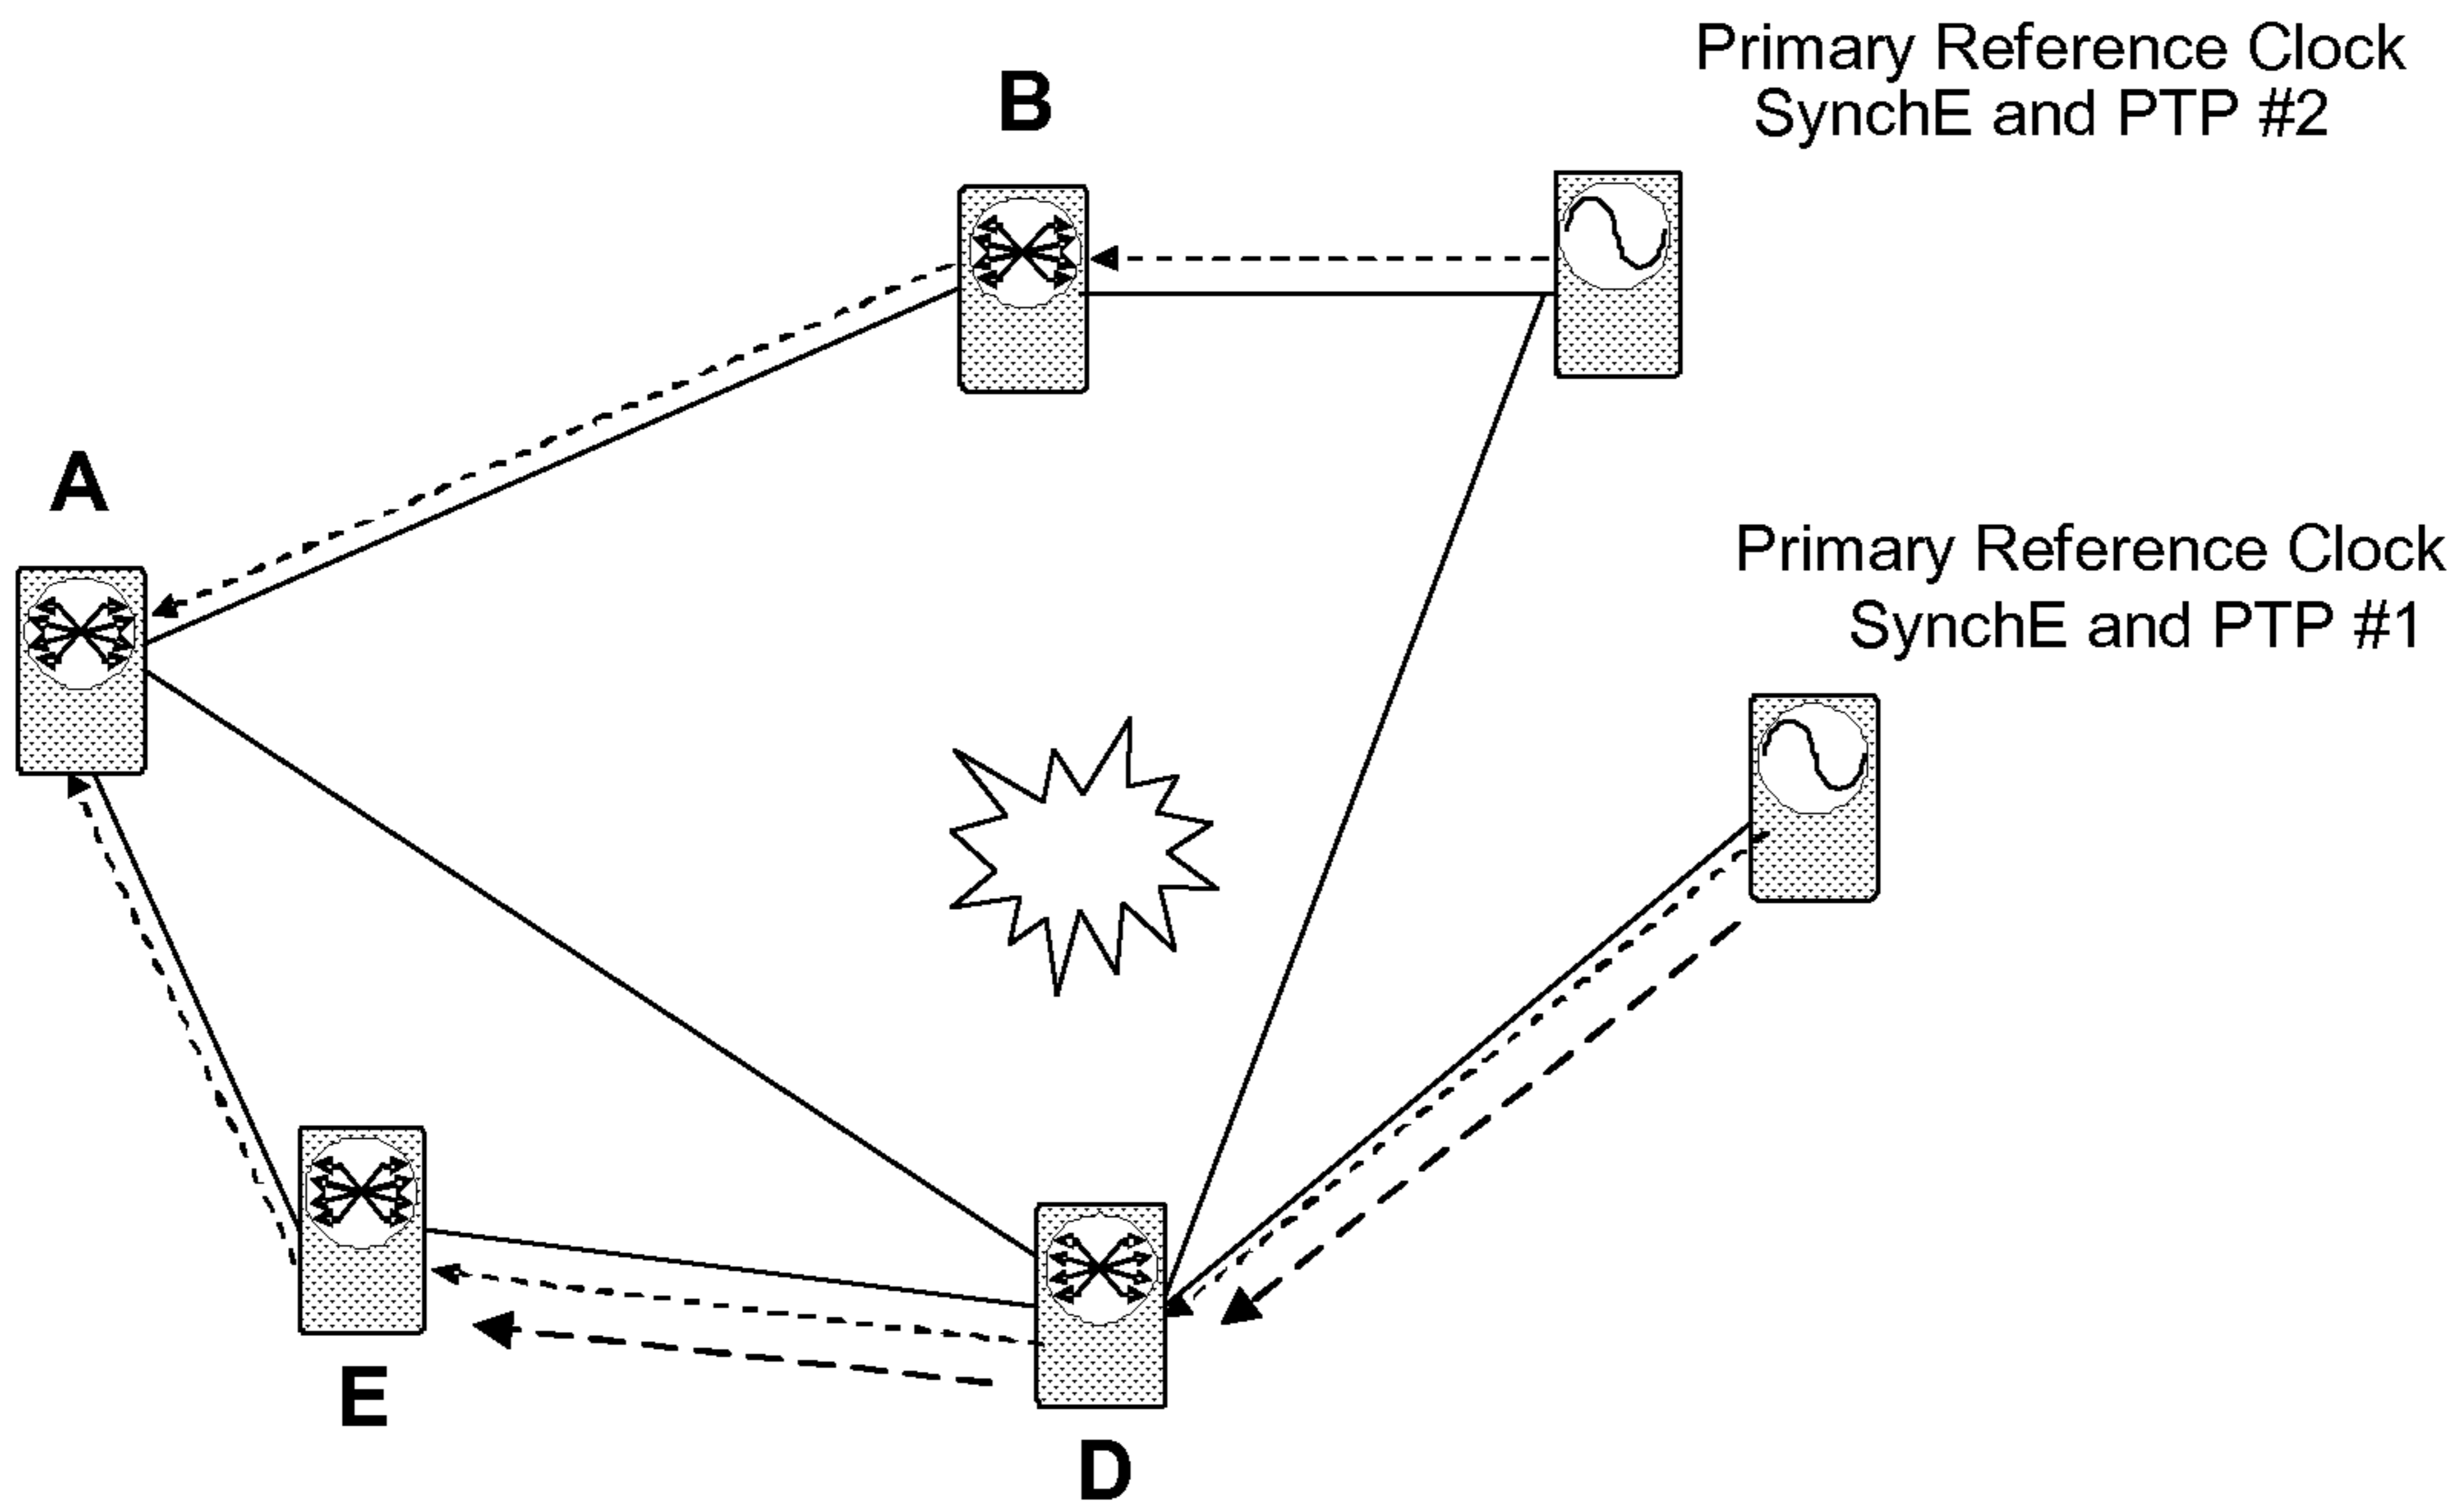 Primary Reference Clock
SynchE and PTP #2
B
A
Primary Reference Clock
SynchE and PTP #1
E
D